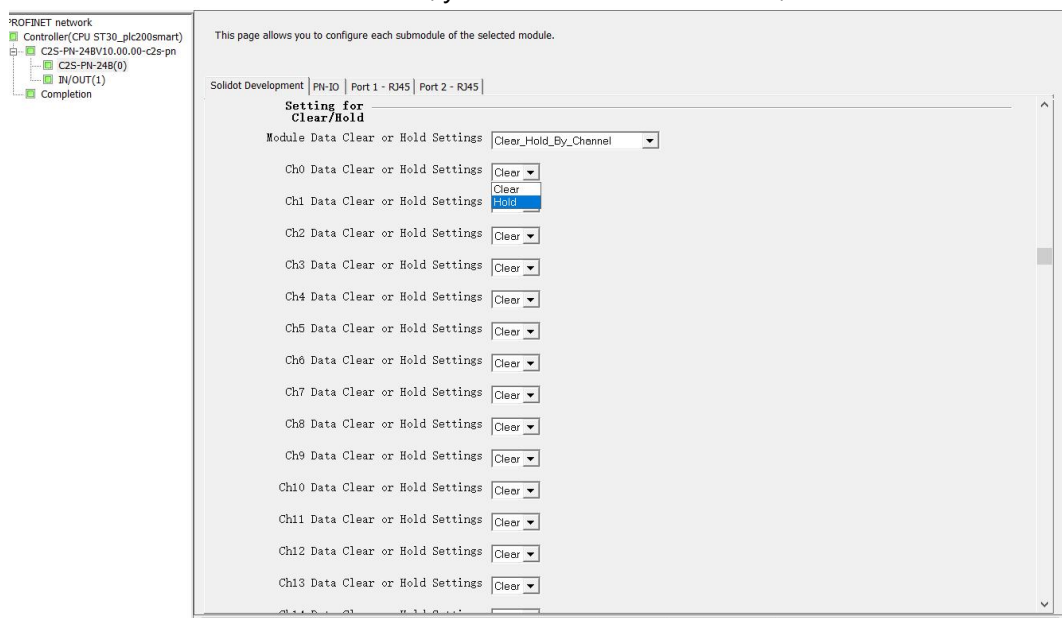 PROFINET network
Controller(CPU ST30_plc200smart)
C2S-PN-24BV10.00.00-c2s-pn
C2S-PN-24B(0)
IN/OUT(1)
Completion
This page allows you to configure each submodule of the selected module.
Solidot Development PN-IO Port 1 - RJ45 Port 2 - RJ45
Setting for
Clear/Hold
Module Data Clear or Hold Settings Clear_Hold_By_Channel
Ch0 Data Clear or Hold Settings Clear
Clear
Ch1 Data Clear or Hold Settings Hold
Ch2 Data Clear or Hold Settings Clear
Ch3 Data Clear or Hold Settings Clear
Ch4 Data Clear or Hold Settings Clear
Ch5 Data Clear or Hold Settings Clear
Ch6 Data Clear or Hold Settings Clear
Ch7 Data Clear or Hold Settings Clear
Ch8 Data Clear or Hold Settings Clear
Ch9 Data Clear or Hold Settings Clear
Ch10 Data Clear or Hold Settings Clear
Ch11 Data Clear or Hold Settings Clear
Ch12 Data Clear or Hold Settings Clear
Ch13 Data Clear or Hold Settings Clear